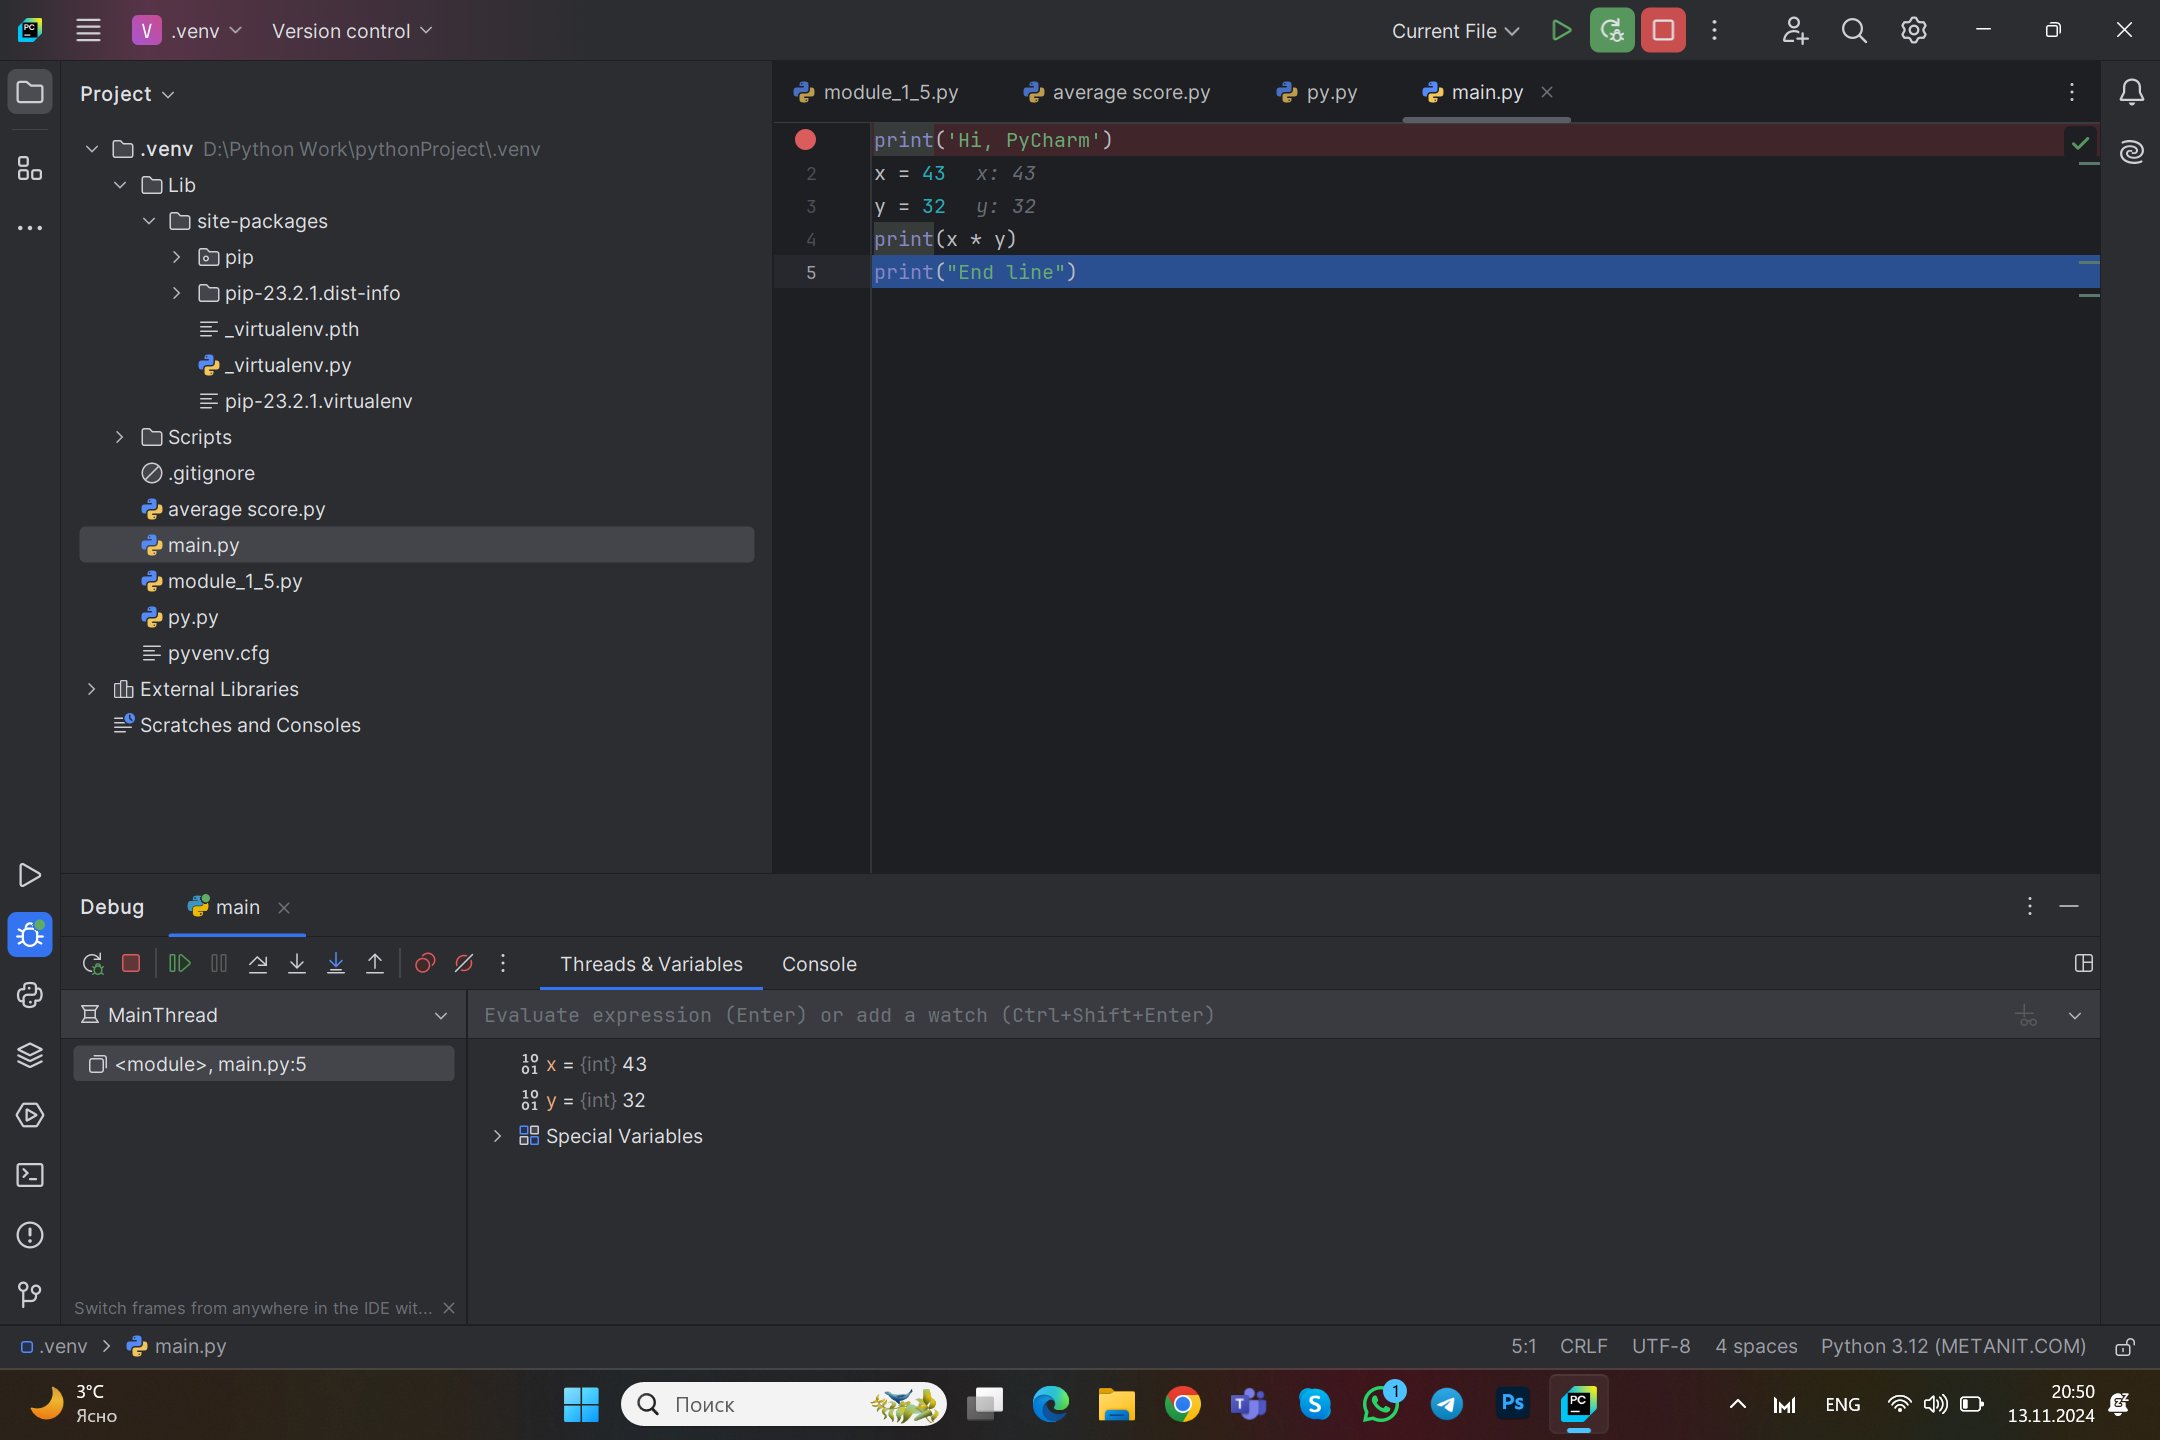 PC
V .venv Version control Current File
Project
module_1_5.py average score.py py.py main.py
.venv D:\Python Work\pythonProject\.venv
Lib
site-packages
pip
pip-23.2.1.dist-info
_virtualenv.pth
_virtualenv.py
pip-23.2.1.virtualenv
Scripts
.gitignore
average score.py
main.py
module_1_5.py
py.py
pyvenv.cfg
External Libraries
Scratches and Consoles
print('Hi, PyCharm')
2 x = 43 x: 43
3 y = 32 y: 32
4 print(x * y)
5 print("End line")
Debug main
Threads & Variables Console
MainThread
Evaluate expression (Enter) or add a watch (Ctrl+Shift+Enter)
<module>, main.py:5
x = {int} 43
y = {int} 32
Special Variables
Switch frames from anywhere in the IDE wit...
.venv main.py
5:1 CRLF UTF-8 4 spaces Python 3.12 (METANIT.COM)
3°C
Ясно
Поиск
T
S
1
Ps
PC
ENG
20:50
13.11.2024